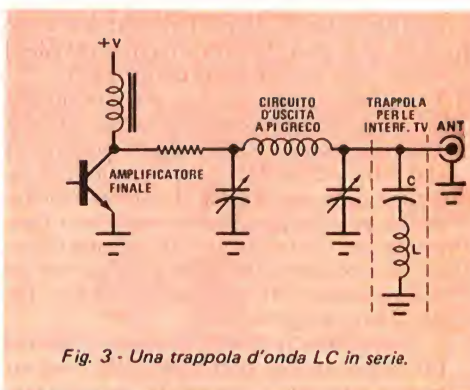 +V
CIRCUITO
D'USCITA
A PI GRECO
TRAPPOLA
PER LE
INTERF. TV
ANT
AMPLIFICATORE
FINALE
C
L
Fig. 3 - Una trappola d'onda LC in serie.